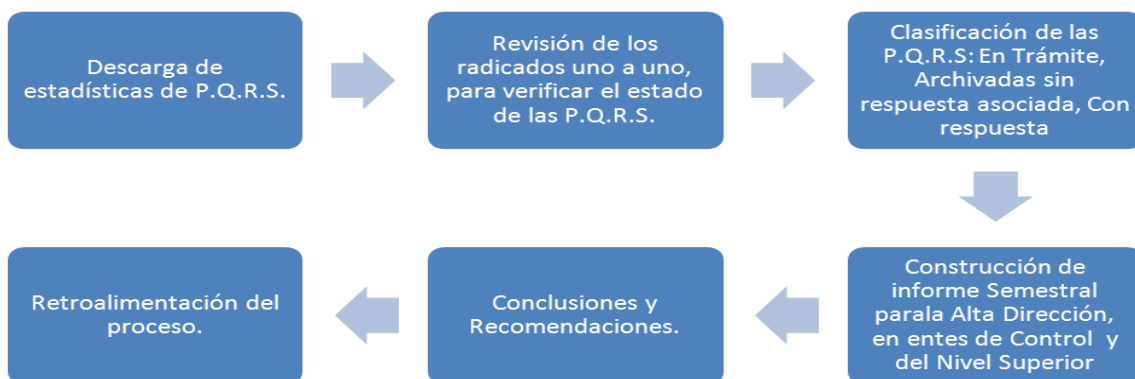 Descarga de
estadísticas de P.Q.R.S.
Revisión de los
radicados uno a uno,
para verificar el estado
de las P.Q.R.S.
Clasificación de las
P.Q.R.S: En Trámite,
Archivadas sin
respuesta asociada, Con
respuesta
Construcción de
informe Semestral
parala Alta Dirección,
en entes de Control y
del Nivel Superior
Conclusiones y
Recomendaciones.
Retroalimentación del
proceso.